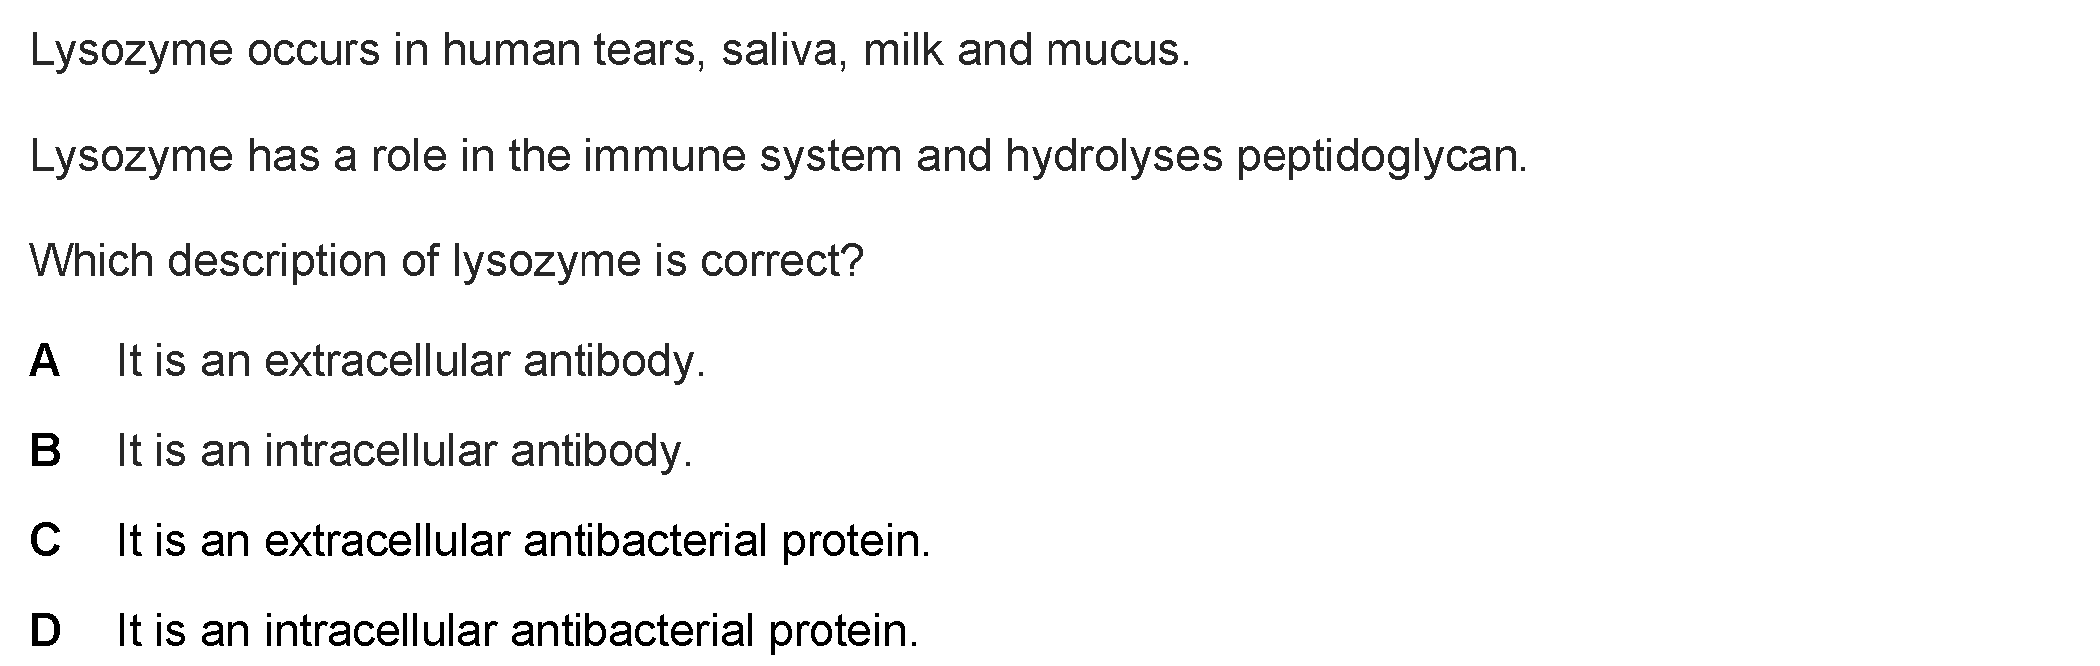 Lysozyme occurs in human tears, saliva, milk and mucus.
Lysozyme has a role in the immune system and hydrolyses peptidoglycan.
Which description of lysozyme is correct?
A It is an extracellular antibody.
B It is an intracellular antibody.
C It is an extracellular antibacterial protein.
D It is an intracellular antibacterial protein.